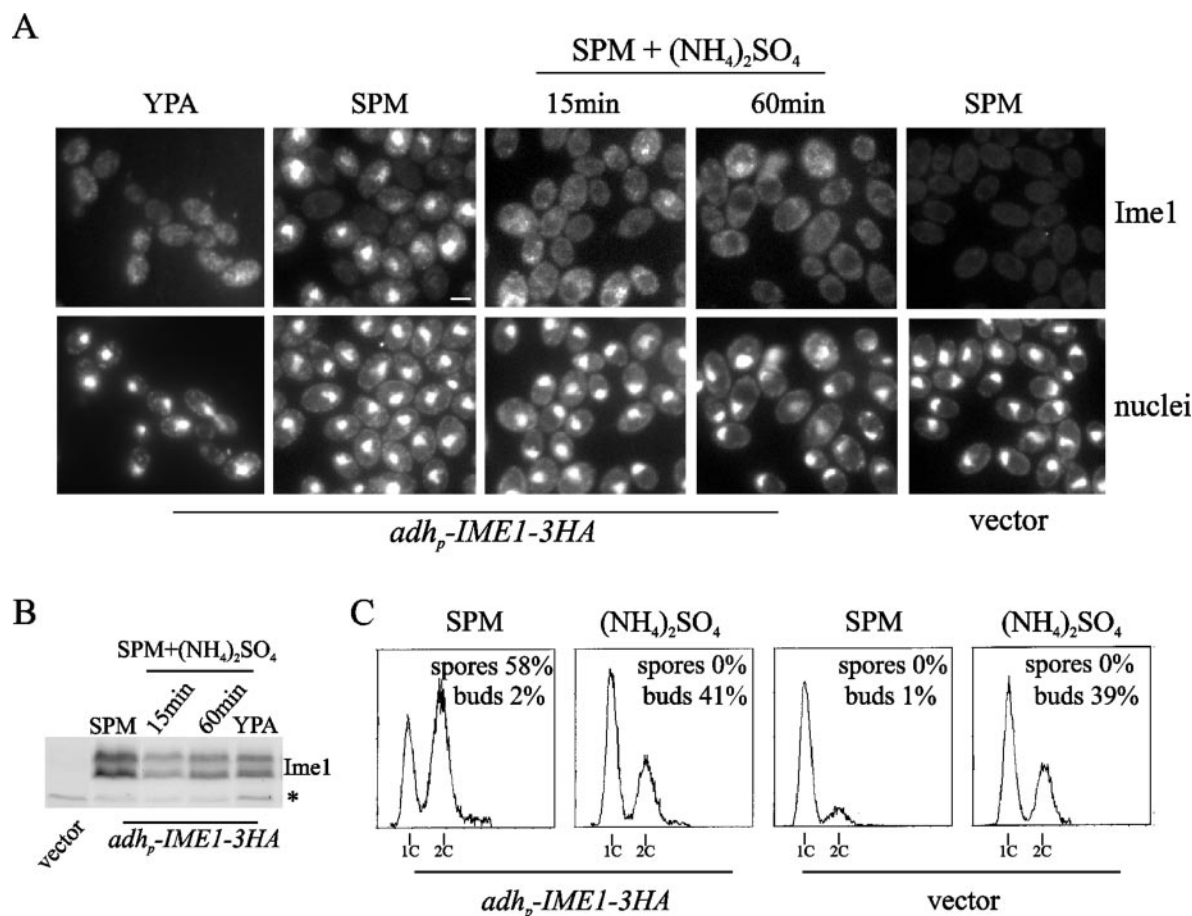 A
SPM + (NH₄)₂SO₄
YPA SPM 15min 60min SPM
Ime1
nuclei
adhₚ-IME1-3HA vector
B
SPM+(NH₄)₂SO₄
SPM 15min 60min YPA
Ime1
*
vector adhₚ-IME1-3HA
C
SPM (NH₄)₂SO₄ SPM (NH₄)₂SO₄
spores 58% spores 0% spores 0% spores 0%
buds 2% buds 41% buds 1% buds 39%
1C 2C 1C 2C 1C 2C 1C 2C
adhₚ-IME1-3HA vector